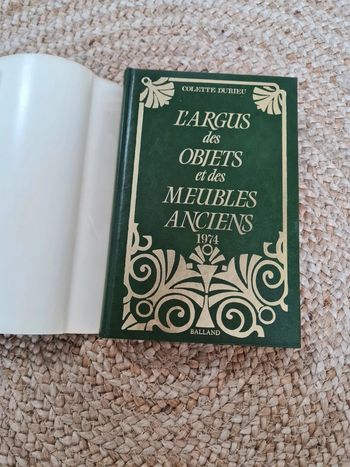 COLETTE DURIEU
L'ARGUS
des
OBJETS
et des
MEUBLES
ANCIENS
1974
BALLAND